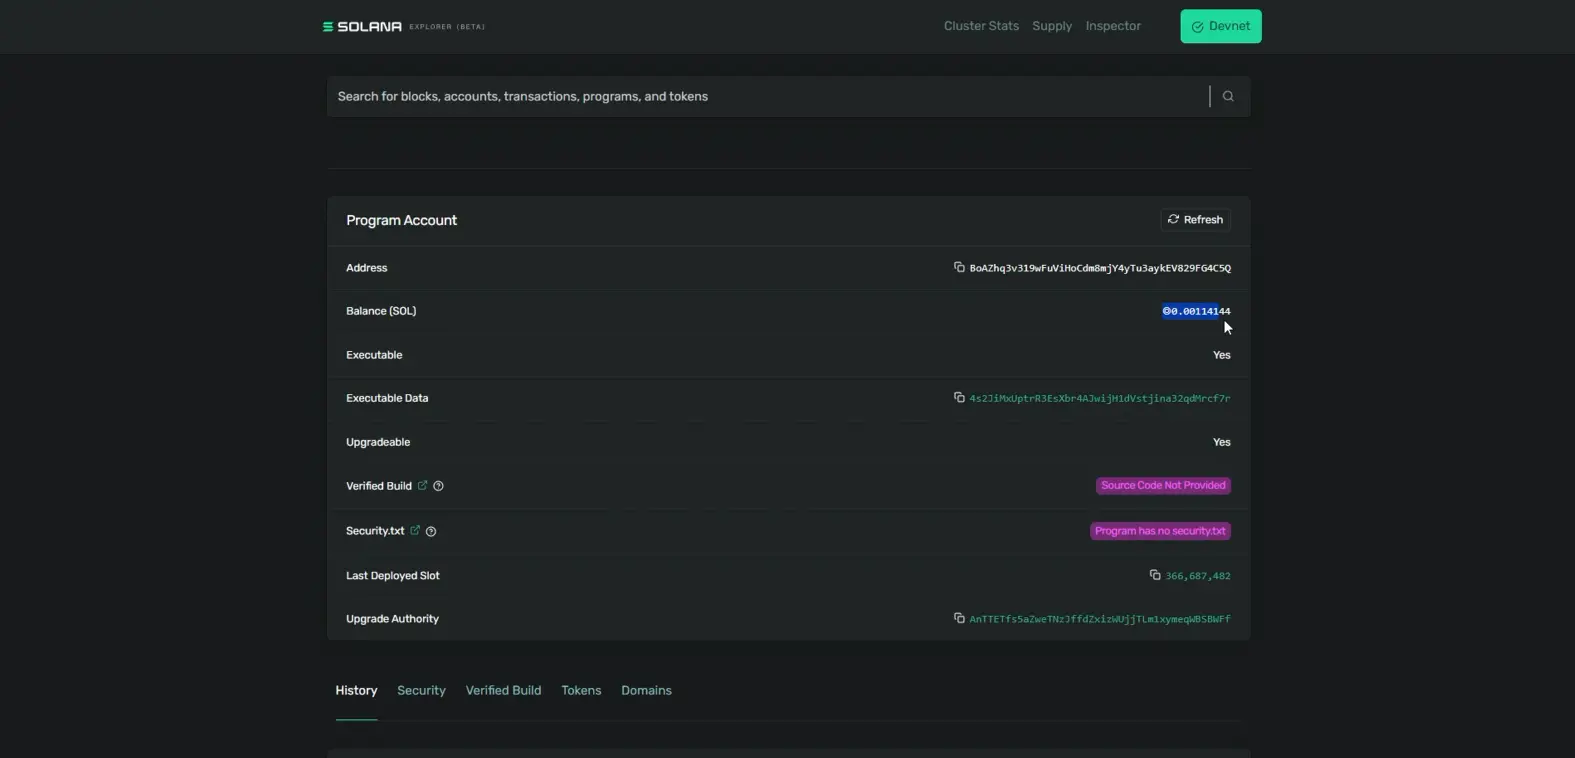 SOLANA EXPLORER (BETA) Cluster Stats Supply Inspector Devnet
Search for blocks, accounts, transactions, programs, and tokens
Program Account Refresh
Address BoAZhq3v319wFuViHoCdm8mjY4yTu3aykEV829FG4C5Q
Balance (SOL) ◎0.00114144
Executable Yes
Executable Data 4s2JiMxUptrR3EsXbr4AJwijH1dVstjina32qdMrcf7r
Upgradeable Yes
Verified Build Source Code Not Provided
Security.txt Program has no security.txt
Last Deployed Slot 366,687,482
Upgrade Authority AnTTETfs5aZweTNzJffdZxizWUjjTLm1xymeqWBSBWFf
History Security Verified Build Tokens Domains